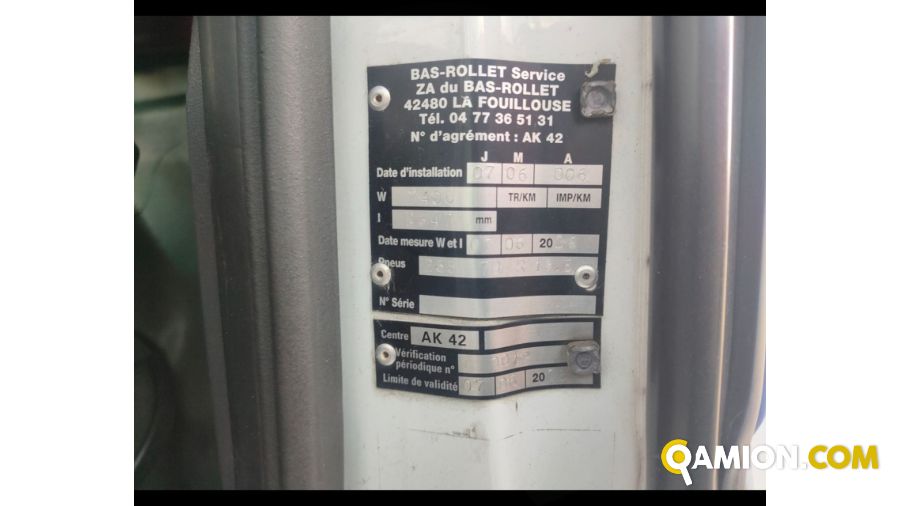 BAS-ROLLET Service
ZA du BAS-ROLLET
42480 LA FOUILLOUSE
Tél. 04 77 36 51 31
N° d'agrément : AK 42
J M A
Date d'installation 07 06 006
W TR/KM IMP/KM
I mm
Date mesure W et I 20
Pneus
N° Série
Centre AK 42
Vérification
périodique n°
Limite de validité 07 20
QAMION.COM